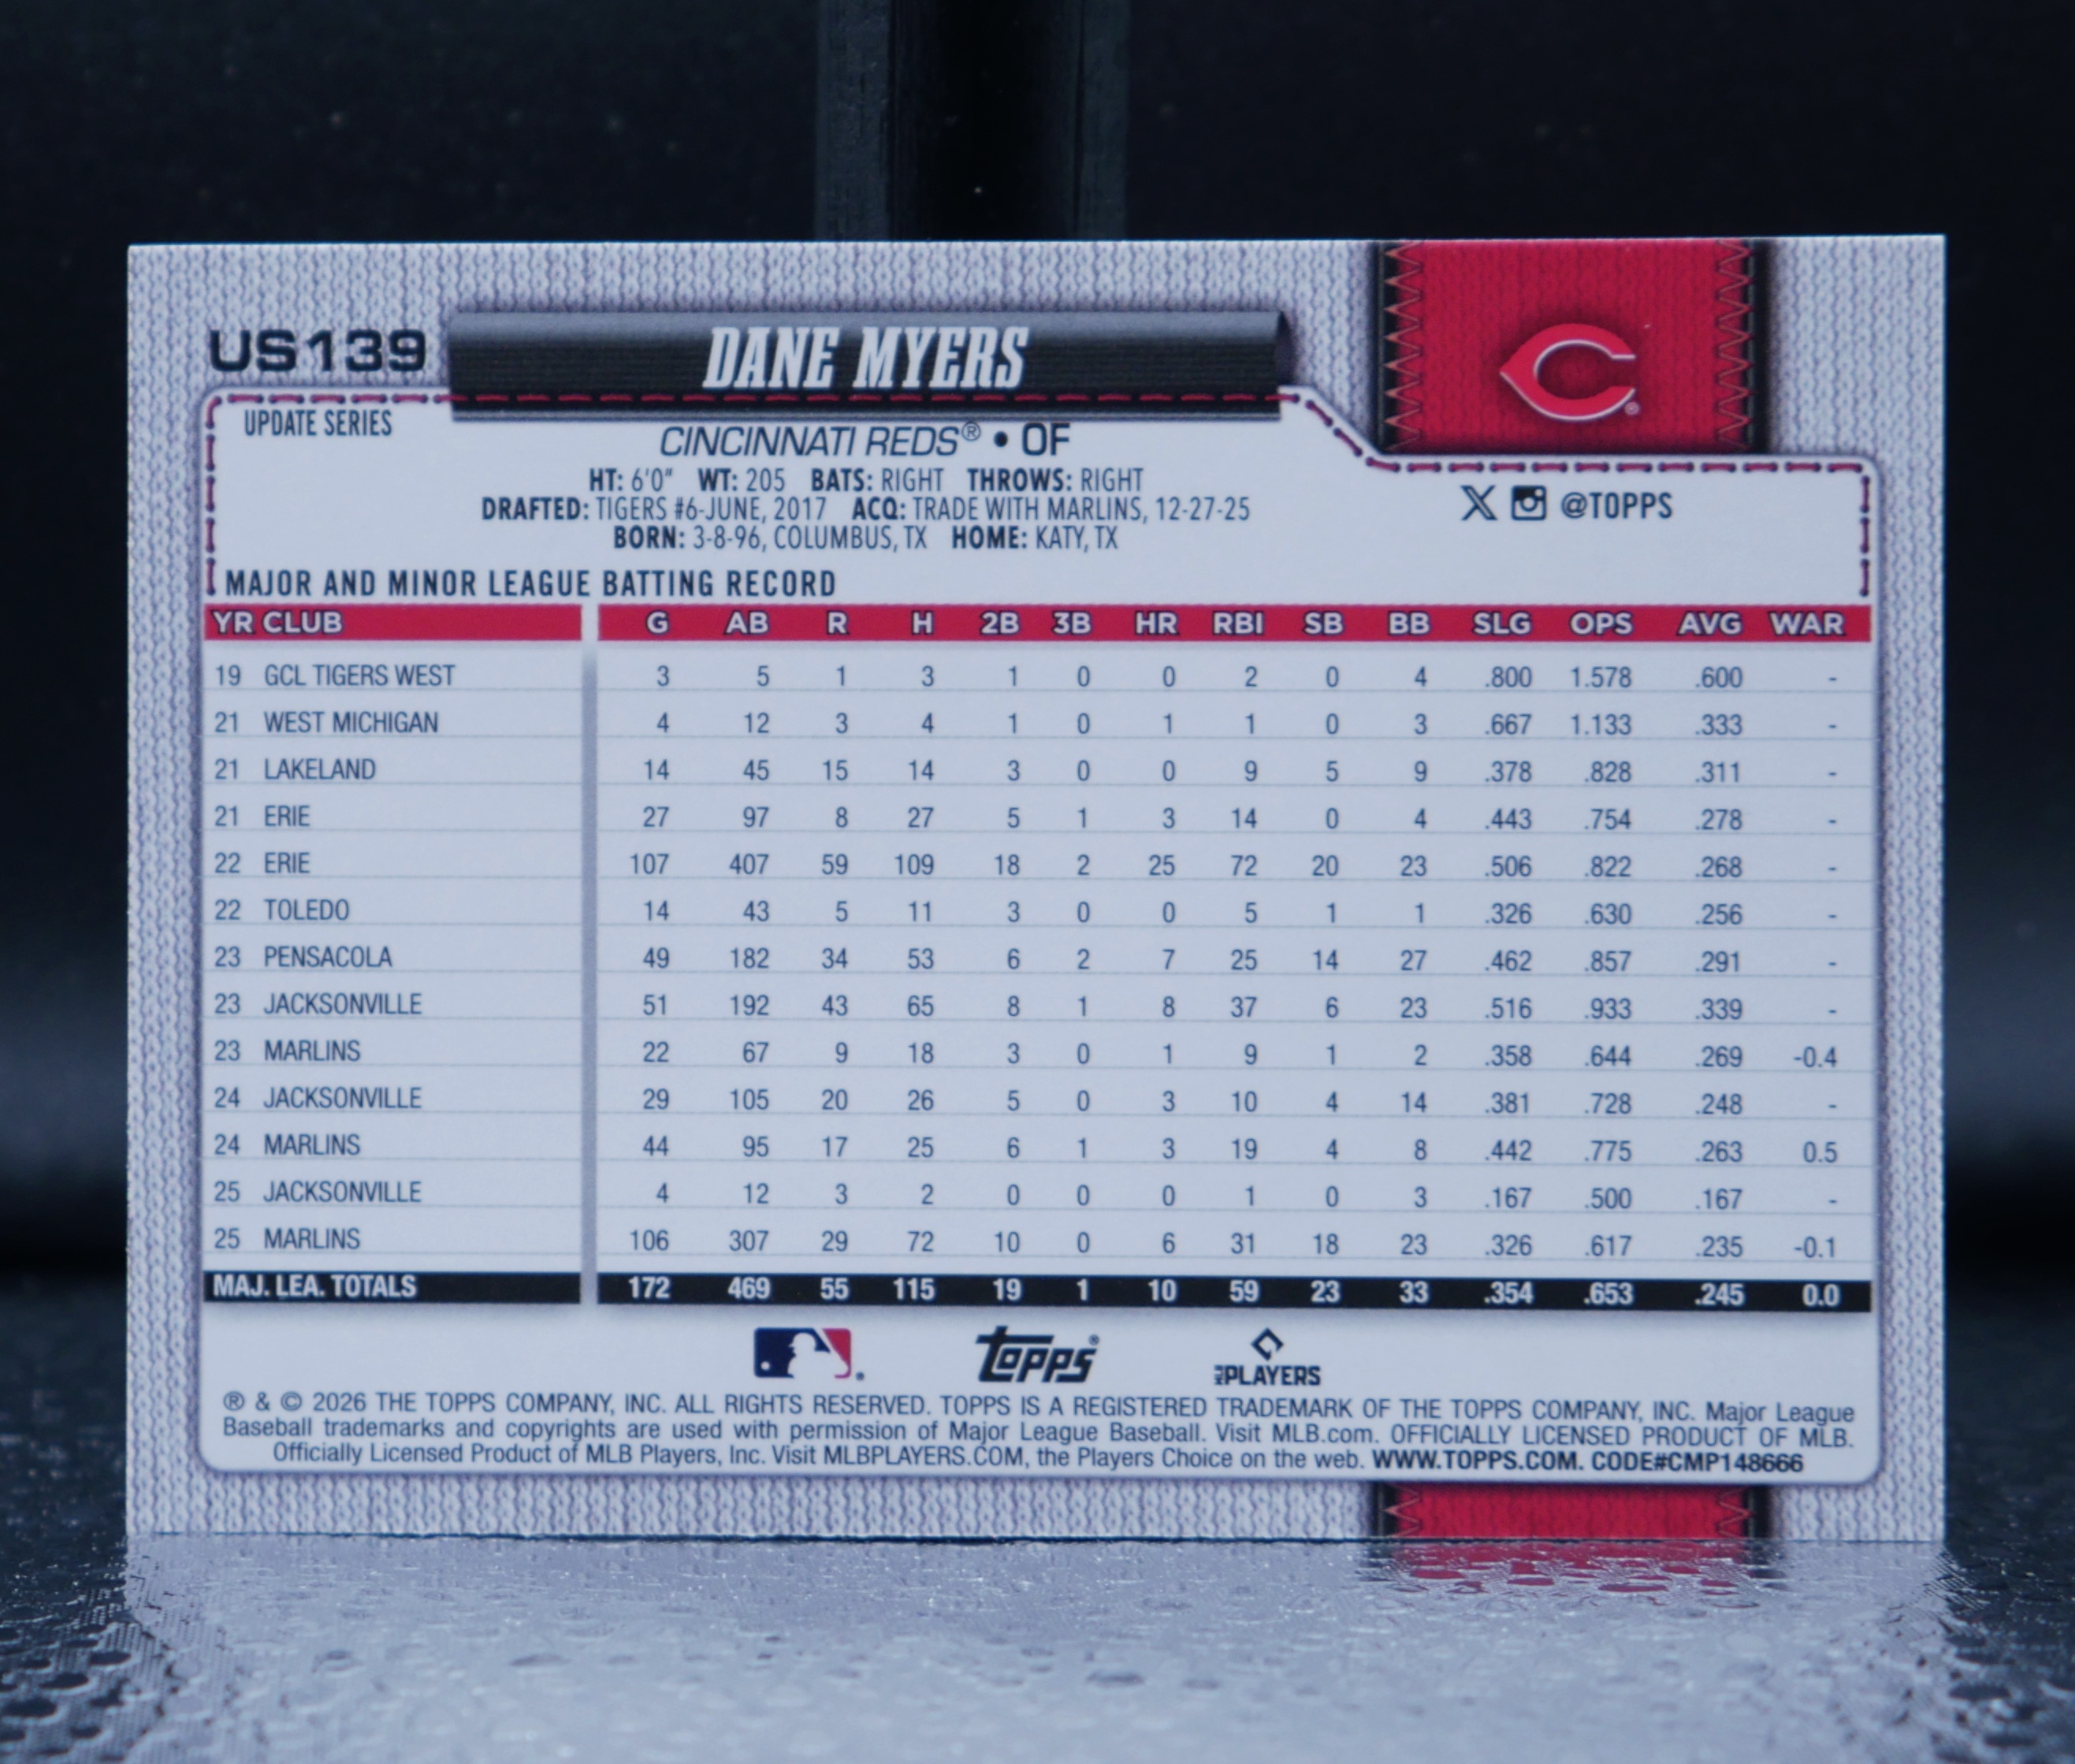 US139
DANE MYERS
UPDATE SERIES
CINCINNATI REDS® • OF
HT: 6'0" WT: 205 BATS: RIGHT THROWS: RIGHT
DRAFTED: TIGERS #6-JUNE, 2017 ACQ: TRADE WITH MARLINS, 12-27-25
BORN: 3-8-96, COLUMBUS, TX HOME: KATY, TX
@TOPPS
MAJOR AND MINOR LEAGUE BATTING RECORD
YR CLUB G AB R H 2B 3B HR RBI SB BB SLG OPS AVG WAR
19 GCL TIGERS WEST 3 5 1 3 1 0 0 2 0 4 .800 1.578 .600 -
21 WEST MICHIGAN 4 12 3 4 1 0 1 1 0 3 .667 1.133 .333 -
21 LAKELAND 14 45 15 14 3 0 0 9 5 9 .378 .828 .311 -
21 ERIE 27 97 8 27 5 1 3 14 0 4 .443 .754 .278 -
22 ERIE 107 407 59 109 18 2 25 72 20 23 .506 .822 .268 -
22 TOLEDO 14 43 5 11 3 0 0 5 1 1 .326 .630 .256 -
23 PENSACOLA 49 182 34 53 6 2 7 25 14 27 .462 .857 .291 -
23 JACKSONVILLE 51 192 43 65 8 1 8 37 6 23 .516 .933 .339 -
23 MARLINS 22 67 9 18 3 0 1 9 1 2 .358 .644 .269 -0.4
24 JACKSONVILLE 29 105 20 26 5 0 3 10 4 14 .381 .728 .248 -
24 MARLINS 44 95 17 25 6 1 3 19 4 8 .442 .775 .263 0.5
25 JACKSONVILLE 4 12 3 2 0 0 0 1 0 3 .167 .500 .167 -
25 MARLINS 106 307 29 72 10 0 6 31 18 23 .326 .617 .235 -0.1
MAJ. LEA. TOTALS 172 469 55 115 19 1 10 59 23 33 .354 .653 .245 0.0
topps®
MLB PLAYERS
® & © 2026 THE TOPPS COMPANY, INC. ALL RIGHTS RESERVED. TOPPS IS A REGISTERED TRADEMARK OF THE TOPPS COMPANY, INC. Major League
Baseball trademarks and copyrights are used with permission of Major League Baseball. Visit MLB.com. OFFICIALLY LICENSED PRODUCT OF MLB.
Officially Licensed Product of MLB Players, Inc. Visit MLBPLAYERS.COM, the Players Choice on the web. WWW.TOPPS.COM. CODE#CMP148666